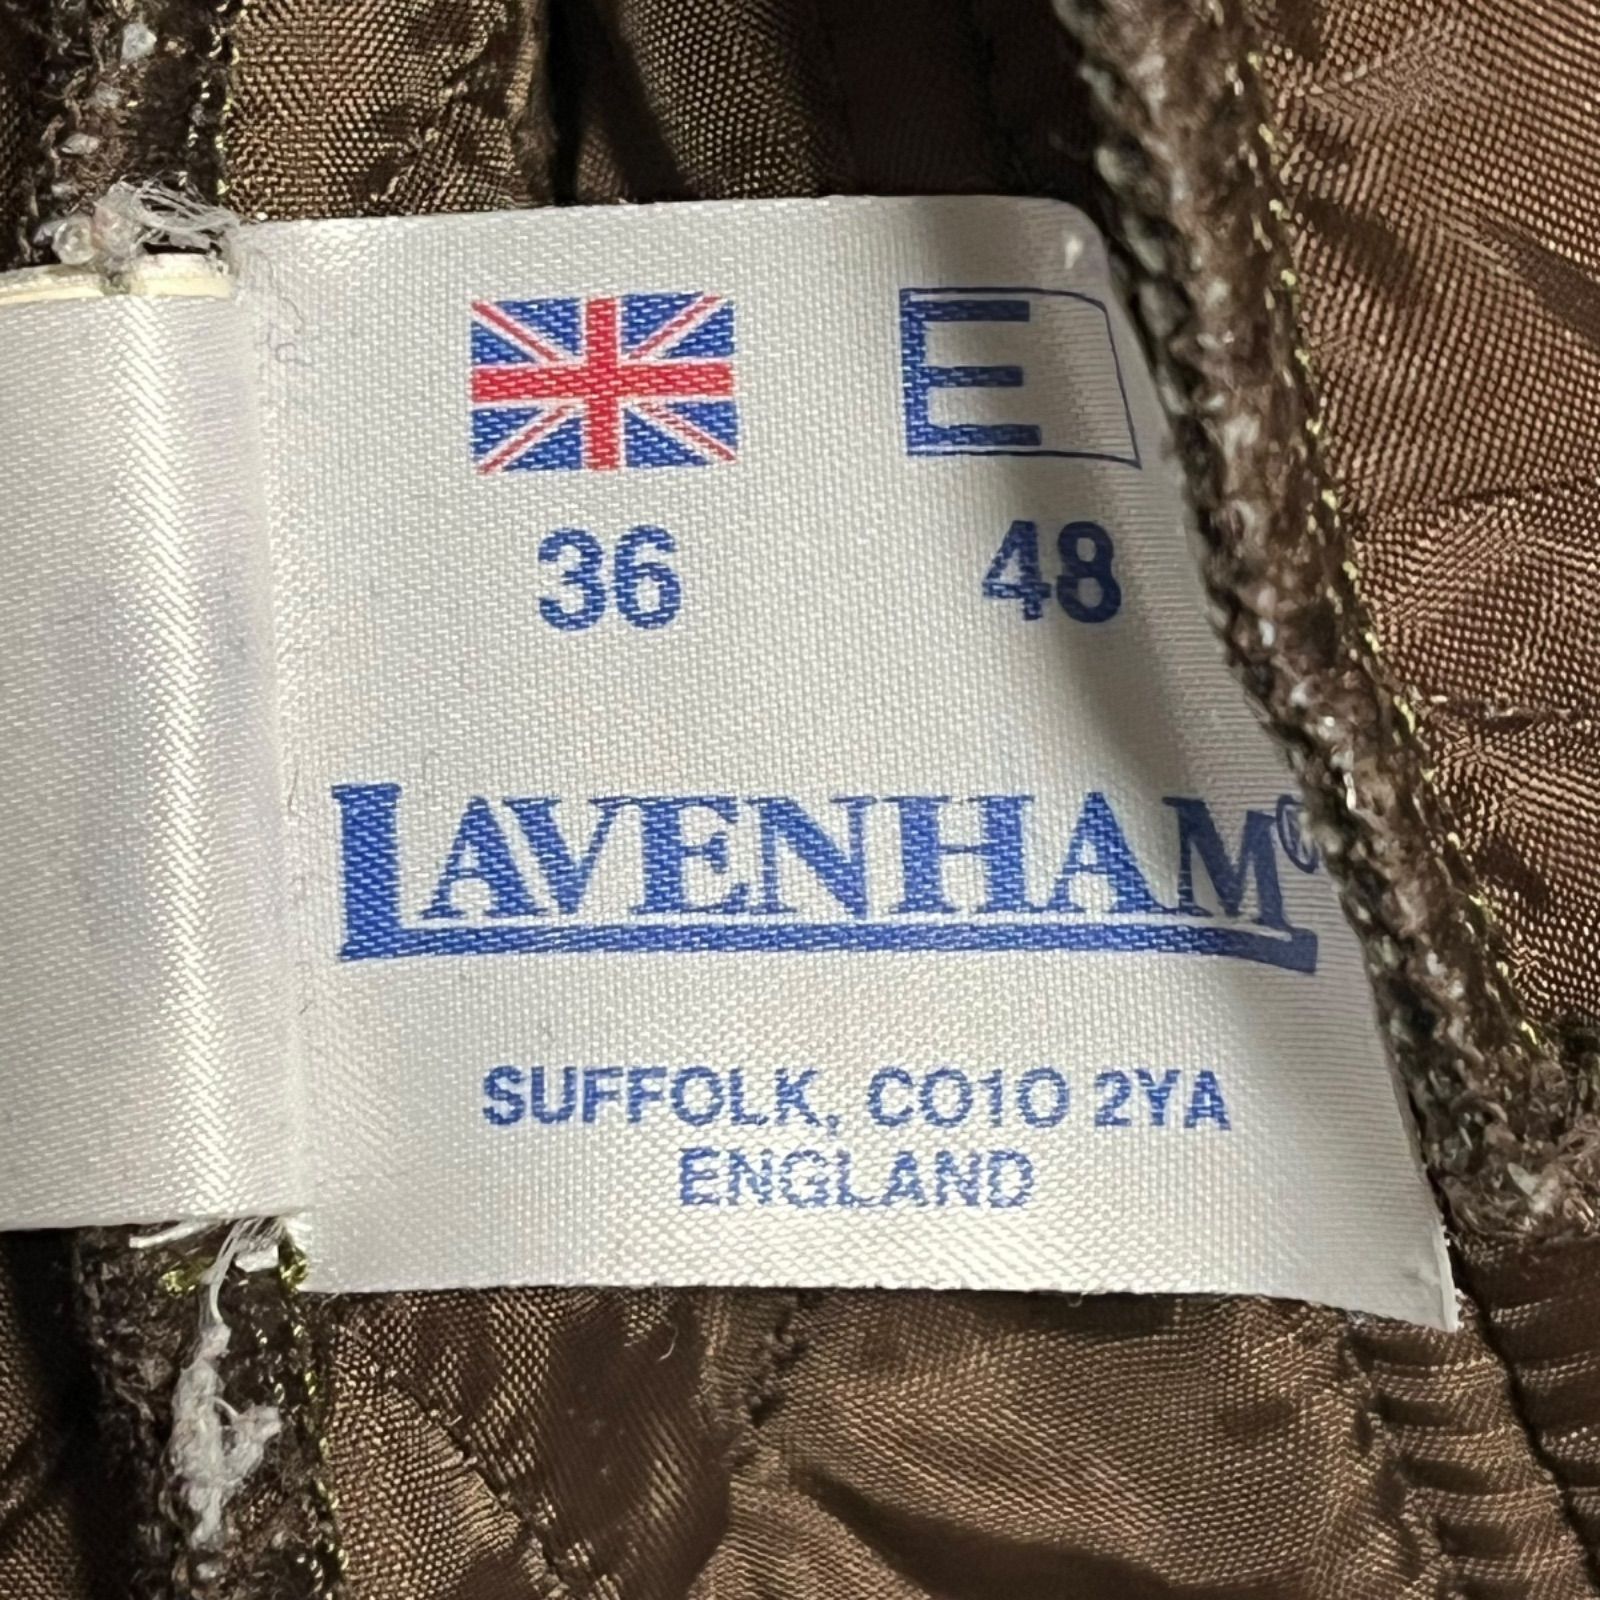 E
36 48
LAVENHAM®
SUFFOLK, CO10 2YA
ENGLAND